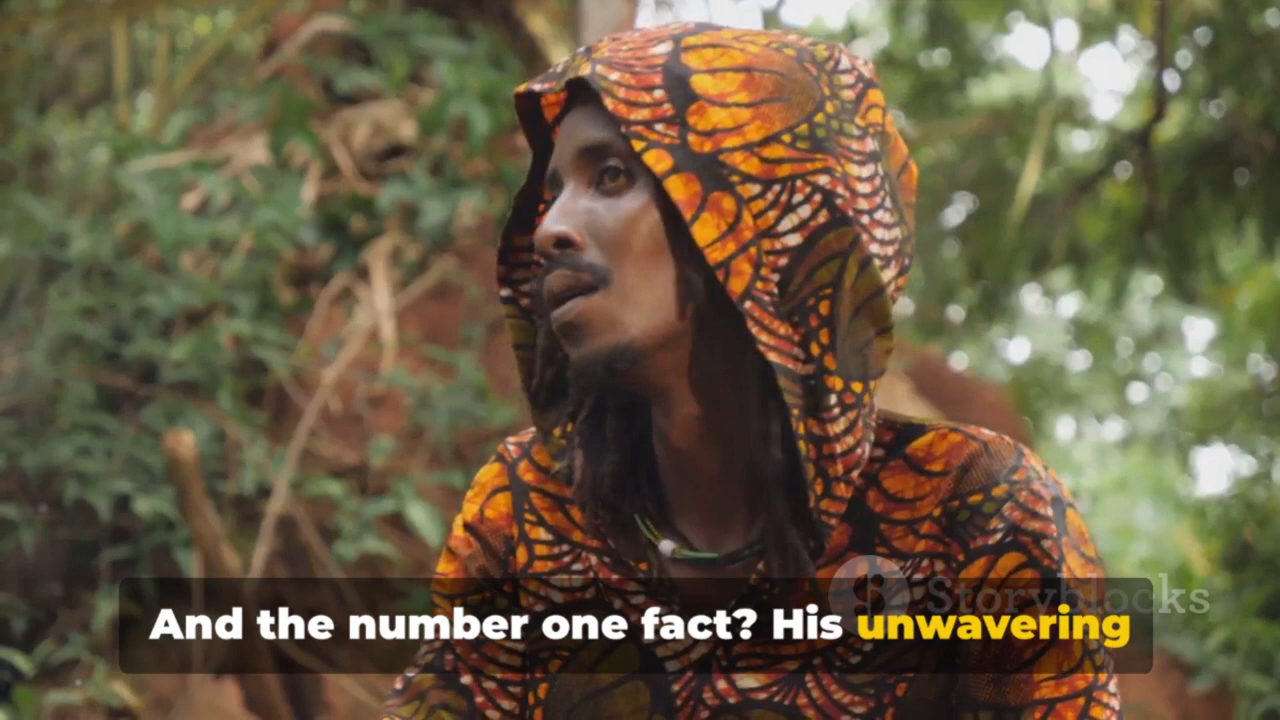 And the number one fact? His unwavering
Storyblocks